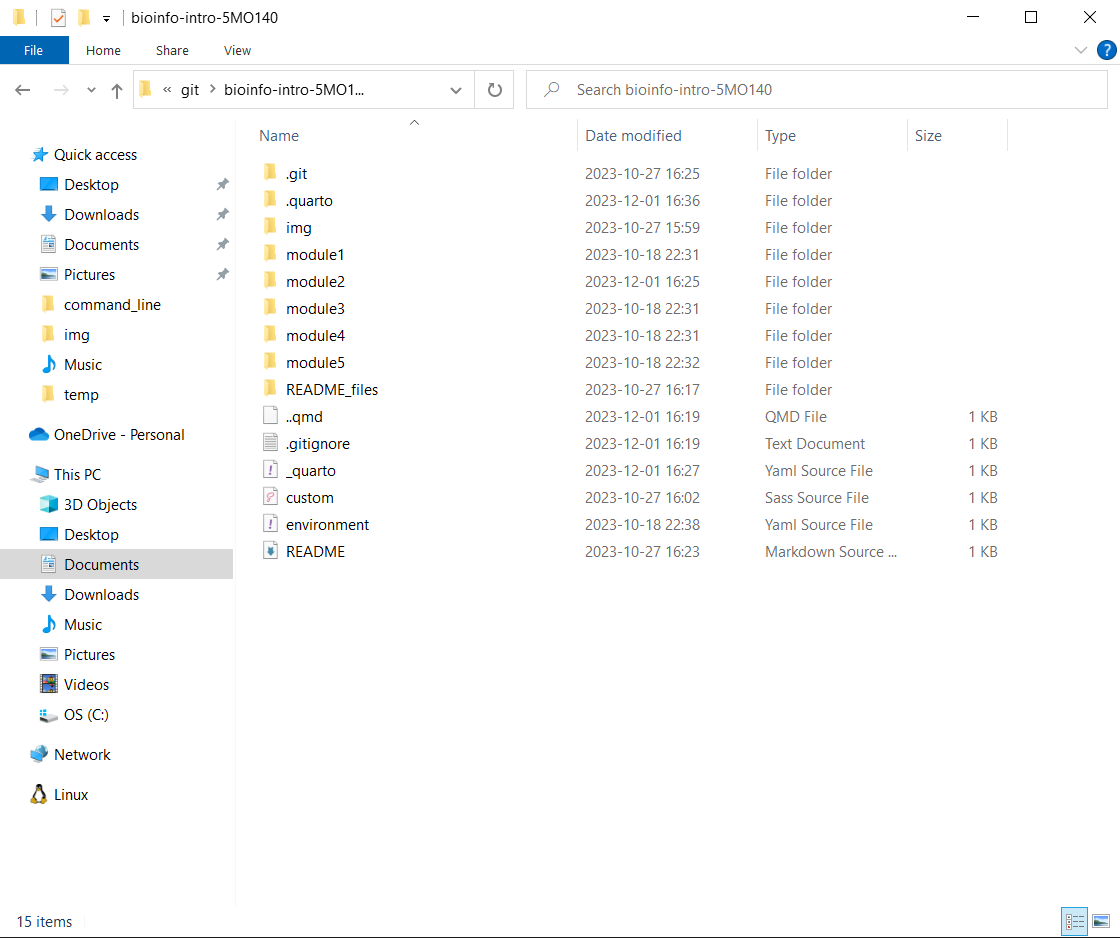 bioinfo-intro-5MO140
File Home Share View
?
« git > bioinfo-intro-5MO1... Search bioinfo-intro-5MO140
Name Date modified Type Size
Quick access
Desktop
Downloads
Documents
Pictures
command_line
img
Music
temp
OneDrive - Personal
This PC
3D Objects
Desktop
Documents
Downloads
Music
Pictures
Videos
OS (C:)
Network
Linux
.git 2023-10-27 16:25 File folder
.quarto 2023-12-01 16:36 File folder
img 2023-10-27 15:59 File folder
module1 2023-10-18 22:31 File folder
module2 2023-12-01 16:25 File folder
module3 2023-10-18 22:31 File folder
module4 2023-10-18 22:31 File folder
module5 2023-10-18 22:32 File folder
README_files 2023-10-27 16:17 File folder
..qmd 2023-12-01 16:19 QMD File 1 KB
.gitignore 2023-12-01 16:19 Text Document 1 KB
_quarto 2023-12-01 16:27 Yaml Source File 1 KB
custom 2023-10-27 16:02 Sass Source File 1 KB
environment 2023-10-18 22:38 Yaml Source File 1 KB
README 2023-10-27 16:23 Markdown Source ... 1 KB
15 items